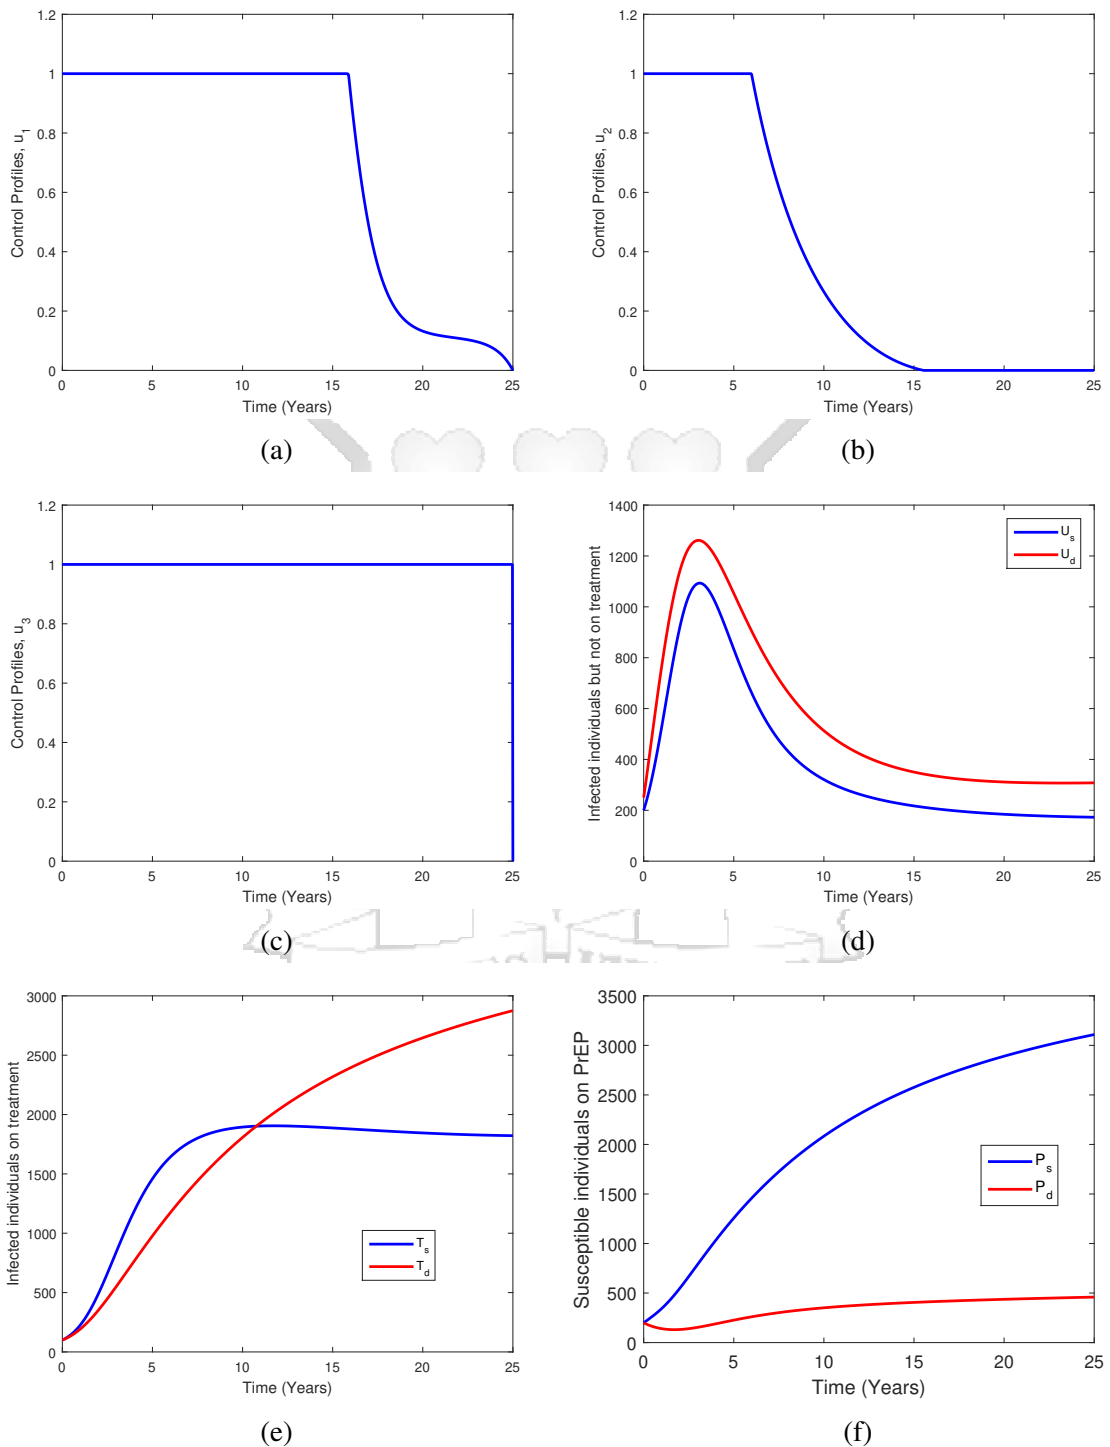 1.2
1
0.8
0.6
0.4
0.2
0
Control Profiles, u1
0 5 10 15 20 25
Time (Years)
(a)
1.2
1
0.8
0.6
0.4
0.2
0
Control Profiles, u2
0 5 10 15 20 25
Time (Years)
(b)
1.2
1
0.8
0.6
0.4
0.2
0
Control Profiles, u3
0 5 10 15 20 25
Time (Years)
(c)
1400
1200
1000
800
600
400
200
0
Infected individuals but not on treatment
Us
Ud
0 5 10 15 20 25
Time (Years)
(d)
3000
2500
2000
1500
1000
500
0
Infected individuals on treatment
Ts
Td
0 5 10 15 20 25
Time (Years)
(e)
3500
3000
2500
2000
1500
1000
500
0
Susceptible individuals on PrEP
Ps
Pd
0 5 10 15 20 25
Time (Years)
(f)